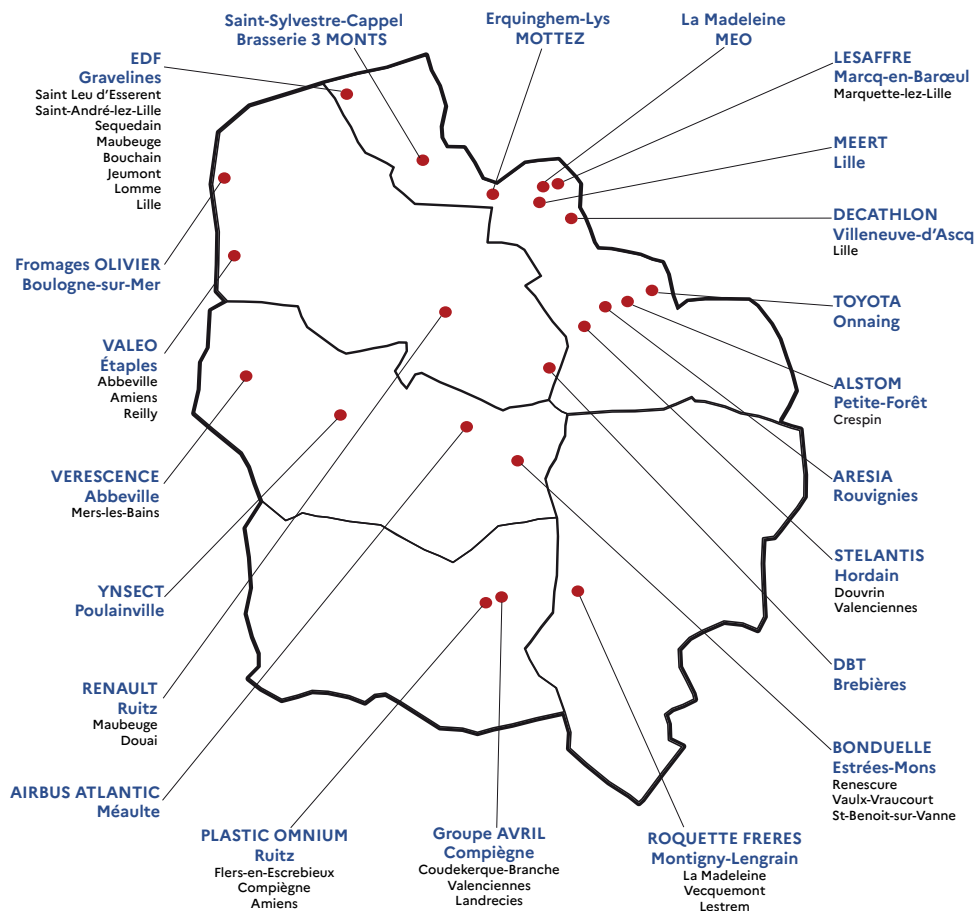 Saint-Sylvestre-Cappel
Brasserie 3 MONTS
Erquinghem-Lys
MOTTEZ
La Madeleine
MEO
EDF
Gravelines
Saint Leu d'Esserent
Saint-André-lez-Lille
Sequedain
Maubeuge
Bouchain
Jeumont
Lomme
Lille
LESAFFRE
Marcq-en-Barœul
Marquette-lez-Lille
MEERT
Lille
DECATHLON
Villeneuve-d'Ascq
Lille
Fromages OLIVIER
Boulogne-sur-Mer
TOYOTA
Onnaing
VALEO
Étaples
Abbeville
Amiens
Reilly
ALSTOM
Petite-Forêt
Crespin
VERESCENCE
Abbeville
Mers-les-Bains
ARESIA
Rouvignies
STELANTIS
Hordain
Douvrin
Valenciennes
YNSECT
Poulainville
DBT
Brebières
RENAULT
Ruitz
Maubeuge
Douai
BONDUELLE
Estrées-Mons
Renescure
Vaulx-Vraucourt
St-Benoit-sur-Vanne
AIRBUS ATLANTIC
Méaulte
PLASTIC OMNIUM
Ruitz
Flers-en-Escrebieux
Compiègne
Amiens
Groupe AVRIL
Compiègne
Coudekerque-Branche
Valenciennes
Landrecies
ROQUETTE FRERES
Montigny-Lengrain
La Madeleine
Vecquemont
Lestrem